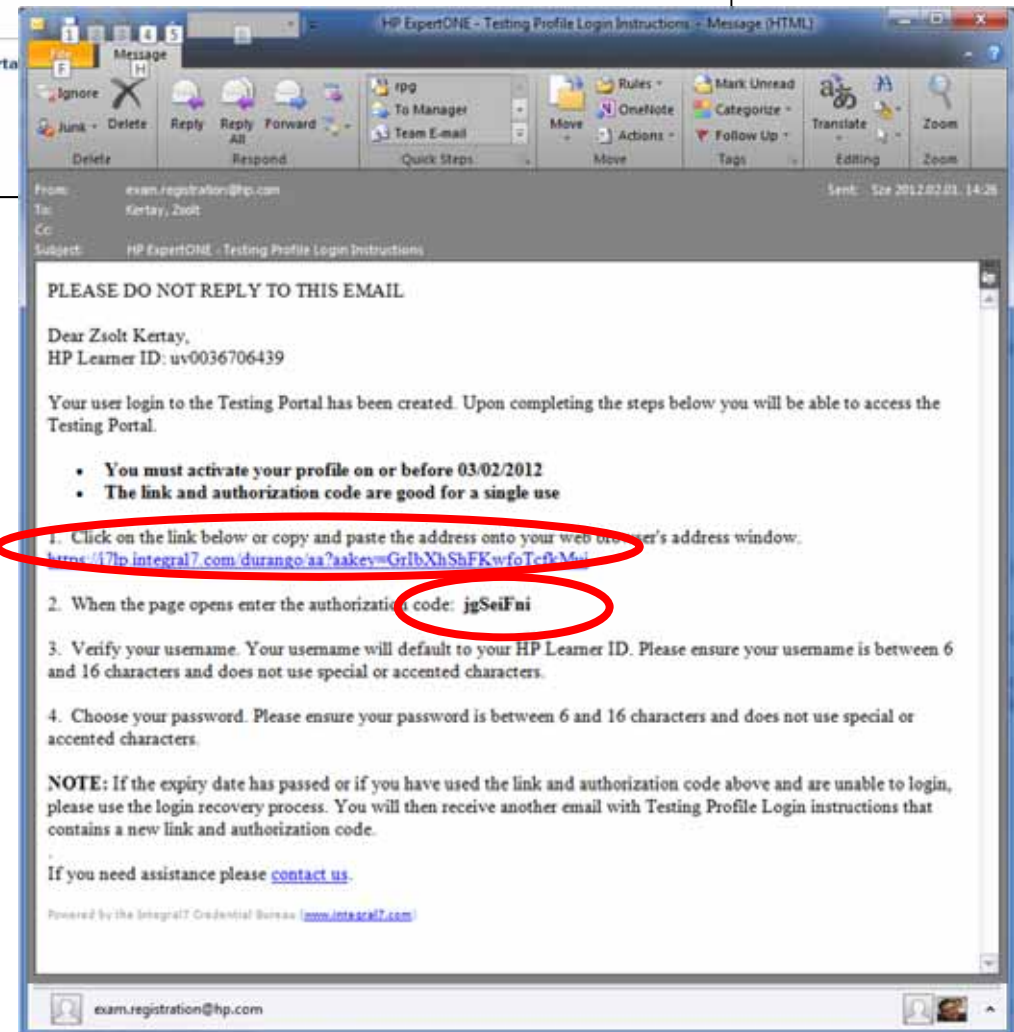 HP ExpertONE - Testing Profile Login Instructions - Message (HTML)
1 4 5
File Message
F H
Ignore
Junk
Delete
Reply
Reply All
Forward
rpg
To Manager
Team E-mail
Move
Rules
OneNote
Actions
Mark Unread
Categorize
Follow Up
Translate
Zoom
Delete Respond Quick Steps Move Tags Editing Zoom
From: exam.registration@hp.com Sent: Sze 2012.02.01. 14:26
To: Kertay, Zsolt
Cc:
Subject: HP ExpertONE - Testing Profile Login Instructions
PLEASE DO NOT REPLY TO THIS EMAIL
Dear Zsolt Kertay,
HP Learner ID: uv0036706439
Your user login to the Testing Portal has been created. Upon completing the steps below you will be able to access the
Testing Portal.
• You must activate your profile on or before 03/02/2012
• The link and authorization code are good for a single use
1. Click on the link below or copy and paste the address onto your web browser's address window.
2. When the page opens enter the authorization code: jgSeiFni
3. Verify your username. Your username will default to your HP Learner ID. Please ensure your username is between 6
and 16 characters and does not use special or accented characters.
4. Choose your password. Please ensure your password is between 6 and 16 characters and does not use special or
accented characters.
NOTE: If the expiry date has passed or if you have used the link and authorization code above and are unable to login,
please use the login recovery process. You will then receive another email with Testing Profile Login instructions that
contains a new link and authorization code.
.
If you need assistance please contact us.
Powered by the Integral7 Credential Bureau (www.integral7.com)
exam.registration@hp.com